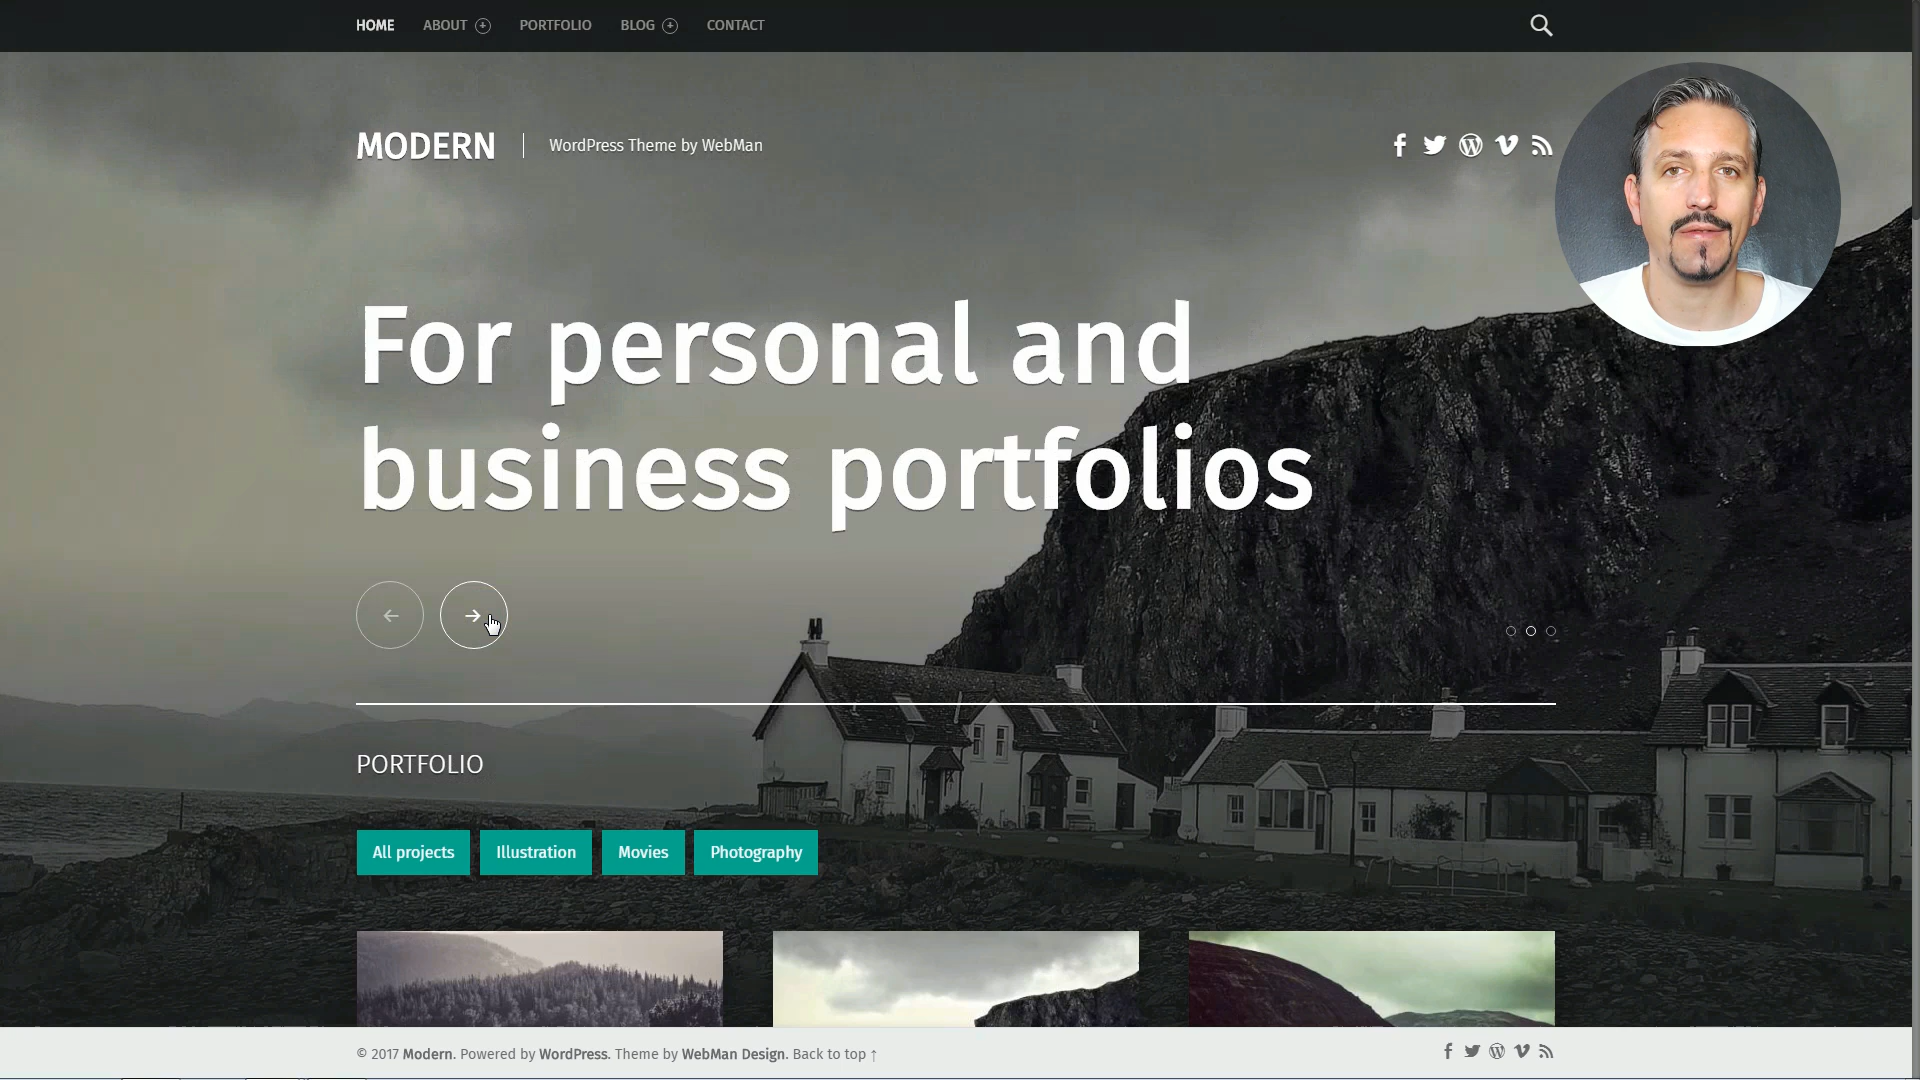 HOME ABOUT PORTFOLIO BLOG CONTACT
MODERN WordPress Theme by WebMan
For personal and
business portfolios
PORTFOLIO
All projects Illustration Movies Photography
© 2017 Modern. Powered by WordPress. Theme by WebMan Design. Back to top ↑